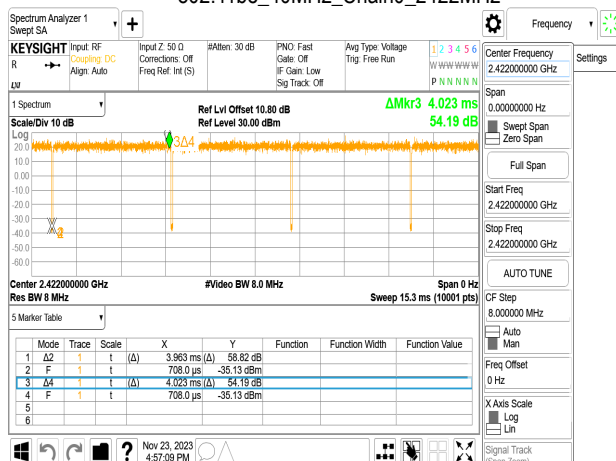 Spectrum Analyzer 1
Swept SA
Frequency
KEYSIGHT
R
Input: RF
Coupling: DC
Align: Auto
Input Z: 50 Ω
Corrections: Off
Freq Ref: Int (S)
#Atten: 30 dB
PNO: Fast
Gate: Off
IF Gain: Low
Sig Track: Off
Avg Type: Voltage
Trig: Free Run
1 2 3 4 5 6
W W W W W W
P N N N N N
1 Spectrum
Scale/Div 10 dB
Log
Ref Lvl Offset 10.80 dB
Ref Level 30.00 dBm
ΔMkr3 4.023 ms
54.19 dB
20.0
10.0
0.00
-10.0
-20.0
-30.0
-40.0
-50.0
-60.0
3Δ4
Center 2.422000000 GHz
Res BW 8 MHz
#Video BW 8.0 MHz
Span 0 Hz
Sweep 15.3 ms (10001 pts)
5 Marker Table
Mode Trace Scale X Y Function Function Width Function Value
1 Δ2 1 t (Δ) 3.963 ms (Δ) 58.82 dB
2 F 1 t 708.0 µs -35.13 dBm
3 Δ4 1 t (Δ) 4.023 ms (Δ) 54.19 dB
4 F 1 t 708.0 µs -35.13 dBm
5
6
Nov 23, 2023
4:57:09 PM
Center Frequency
2.422000000 GHz
Settings
Span
0.00000000 Hz
Swept Span
Zero Span
Full Span
Start Freq
2.422000000 GHz
Stop Freq
2.422000000 GHz
AUTO TUNE
CF Step
8.000000 MHz
Auto
Man
Freq Offset
0 Hz
X Axis Scale
Log
Lin
Signal Track